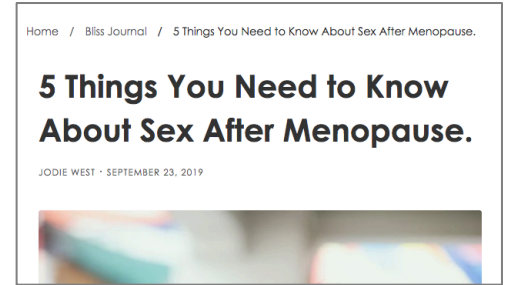 Home / Bliss Journal / 5 Things You Need to Know About Sex After Menopause.
5 Things You Need to Know
About Sex After Menopause.
JODIE WEST · SEPTEMBER 23, 2019